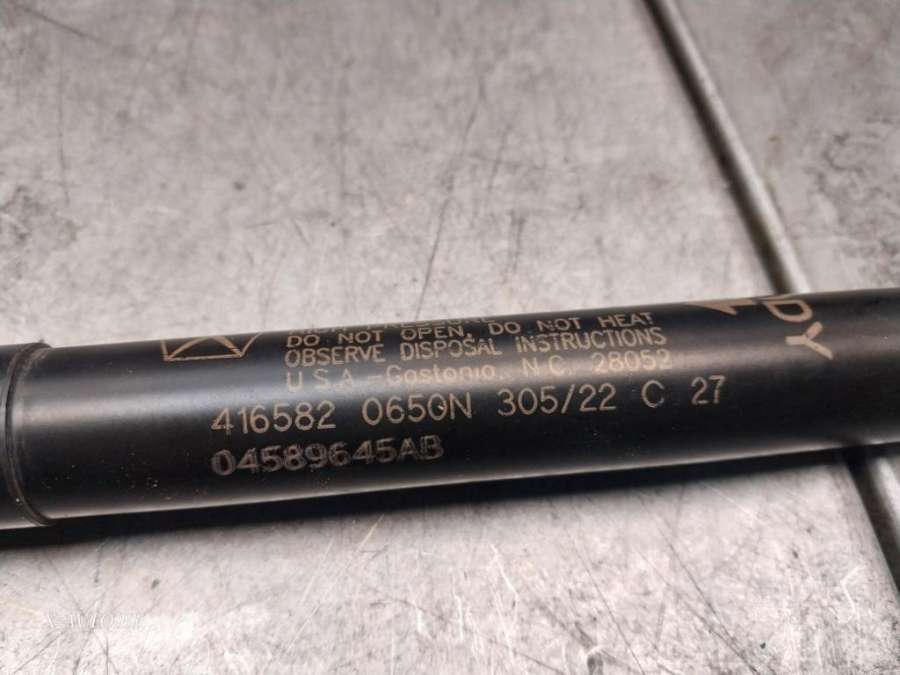 DO NOT OPEN, DO NOT HEAT
OBSERVE DISPOSAL INSTRUCTIONS
U.S.A.-Gastonia, N.C. 28052
416582 0650N 305/22 C 27
04589645AB